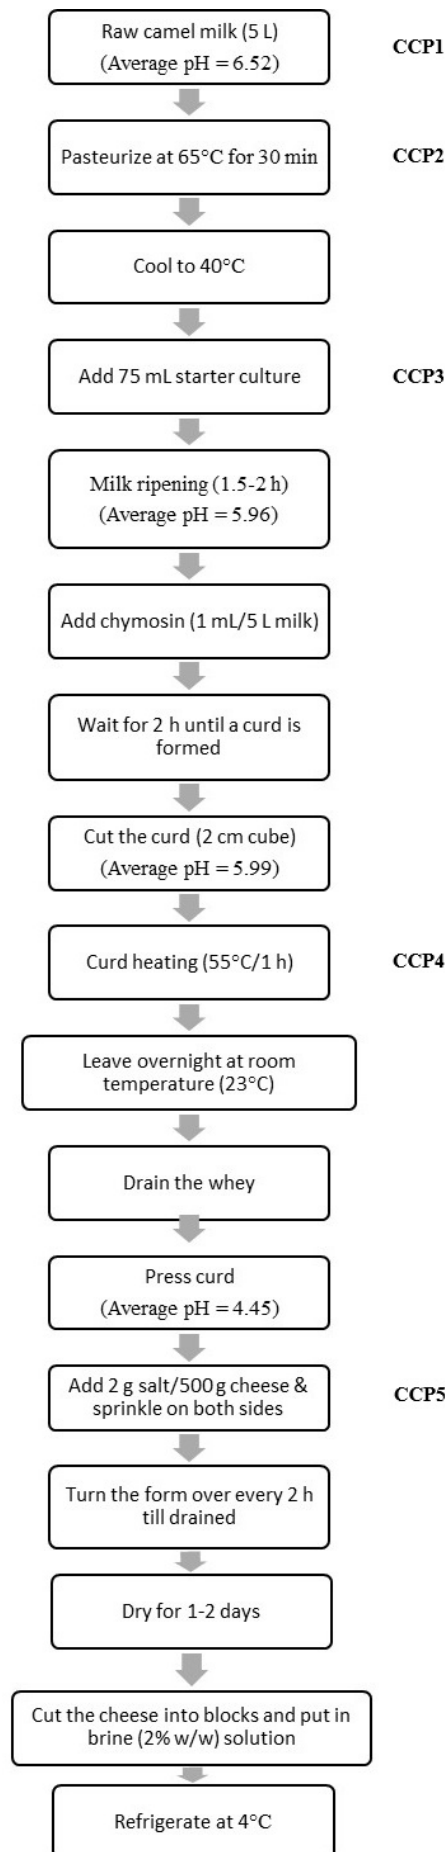 Raw camel milk (5 L)
(Average pH = 6.52)
CCP1
Pasteurize at 65°C for 30 min
CCP2
Cool to 40°C
Add 75 mL starter culture
CCP3
Milk ripening (1.5-2 h)
(Average pH = 5.96)
Add chymosin (1 mL/5 L milk)
Wait for 2 h until a curd is
formed
Cut the curd (2 cm cube)
(Average pH = 5.99)
Curd heating (55°C/1 h)
CCP4
Leave overnight at room
temperature (23°C)
Drain the whey
Press curd
(Average pH = 4.45)
Add 2 g salt/500 g cheese &
sprinkle on both sides
CCP5
Turn the form over every 2 h
till drained
Dry for 1-2 days
Cut the cheese into blocks and put in
brine (2% w/w) solution
Refrigerate at 4°C